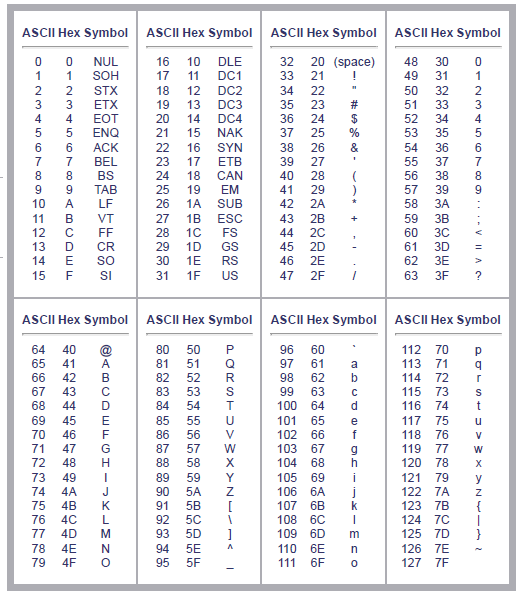 ASCII Hex Symbol ASCII Hex Symbol ASCII Hex Symbol ASCII Hex Symbol
0 0 NUL 16 10 DLE 32 20 (space) 48 30 0
1 1 SOH 17 11 DC1 33 21 ! 49 31 1
2 2 STX 18 12 DC2 34 22 " 50 32 2
3 3 ETX 19 13 DC3 35 23 # 51 33 3
4 4 EOT 20 14 DC4 36 24 $ 52 34 4
5 5 ENQ 21 15 NAK 37 25 % 53 35 5
6 6 ACK 22 16 SYN 38 26 & 54 36 6
7 7 BEL 23 17 ETB 39 27 ' 55 37 7
8 8 BS 24 18 CAN 40 28 ( 56 38 8
9 9 TAB 25 19 EM 41 29 ) 57 39 9
10 A LF 26 1A SUB 42 2A * 58 3A :
11 B VT 27 1B ESC 43 2B + 59 3B ;
12 C FF 28 1C FS 44 2C , 60 3C <
13 D CR 29 1D GS 45 2D - 61 3D =
14 E SO 30 1E RS 46 2E . 62 3E >
15 F SI 31 1F US 47 2F / 63 3F ?
ASCII Hex Symbol ASCII Hex Symbol ASCII Hex Symbol ASCII Hex Symbol
64 40 @ 80 50 P 96 60 ` 112 70 p
65 41 A 81 51 Q 97 61 a 113 71 q
66 42 B 82 52 R 98 62 b 114 72 r
67 43 C 83 53 S 99 63 c 115 73 s
68 44 D 84 54 T 100 64 d 116 74 t
69 45 E 85 55 U 101 65 e 117 75 u
70 46 F 86 56 V 102 66 f 118 76 v
71 47 G 87 57 W 103 67 g 119 77 w
72 48 H 88 58 X 104 68 h 120 78 x
73 49 I 89 59 Y 105 69 i 121 79 y
74 4A J 90 5A Z 106 6A j 122 7A z
75 4B K 91 5B [ 107 6B k 123 7B {
76 4C L 92 5C \ 108 6C l 124 7C |
77 4D M 93 5D ] 109 6D m 125 7D }
78 4E N 94 5E ^ 110 6E n 126 7E ~
79 4F O 95 5F _ 111 6F o 127 7F